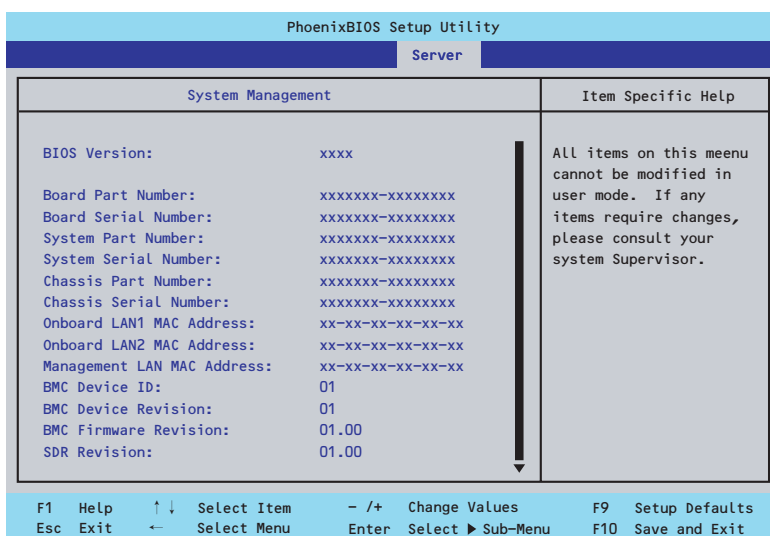 PhoenixBIOS Setup Utility
Server
System Management
Item Specific Help
BIOS Version: xxxx
Board Part Number: xxxxxxx-xxxxxxxx
Board Serial Number: xxxxxxx-xxxxxxxx
System Part Number: xxxxxxx-xxxxxxxx
System Serial Number: xxxxxxx-xxxxxxxx
Chassis Part Number: xxxxxxx-xxxxxxxx
Chassis Serial Number: xxxxxxx-xxxxxxxx
Onboard LAN1 MAC Address: xx-xx-xx-xx-xx-xx
Onboard LAN2 MAC Address: xx-xx-xx-xx-xx-xx
Management LAN MAC Address: xx-xx-xx-xx-xx-xx
BMC Device ID: 01
BMC Device Revision: 01
BMC Firmware Revision: 01.00
SDR Revision: 01.00
All items on this meenu
cannot be modified in
user mode. If any
items require changes,
please consult your
system Supervisor.
F1 Help ↑↓ Select Item - /+ Change Values F9 Setup Defaults
Esc Exit ← Select Menu Enter Select ▶ Sub-Menu F10 Save and Exit